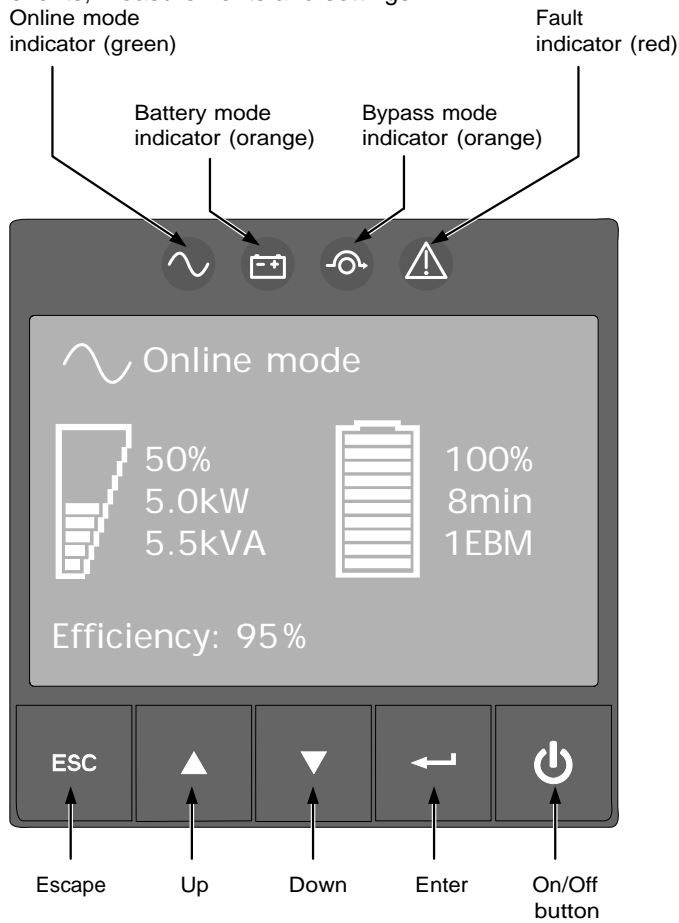 Online mode
indicator (green)
Fault
indicator (red)
Battery mode
indicator (orange)
Bypass mode
indicator (orange)
Online mode
50%
5.0kW
5.5kVA
100%
8min
1EBM
Efficiency: 95%
ESC
Escape
Up
Down
Enter
On/Off
button